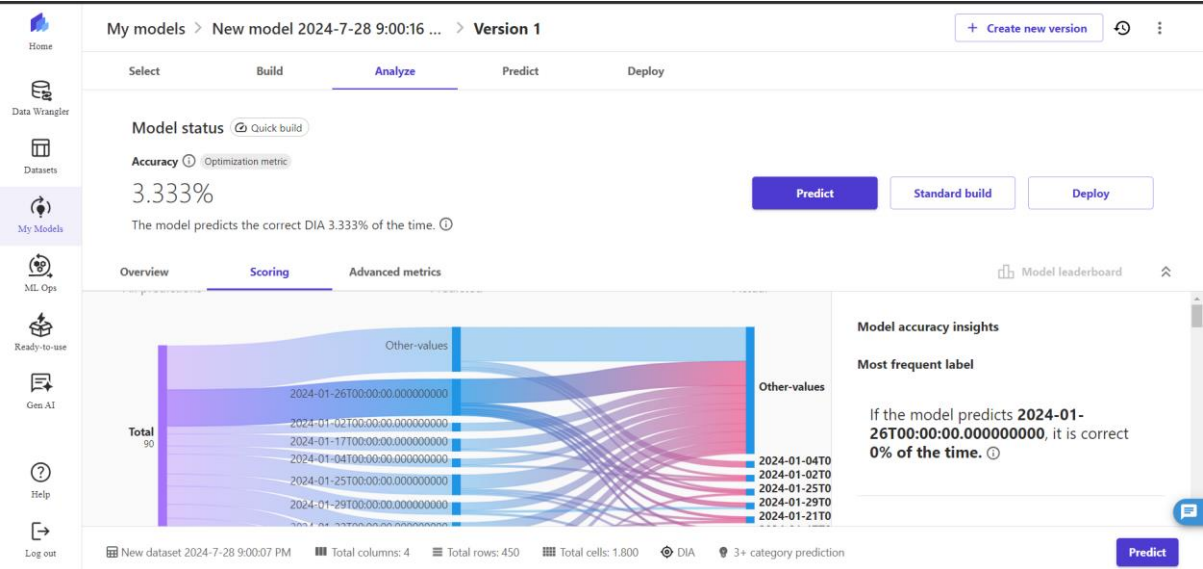 Home
Data Wrangler
Datasets
My Models
ML Ops
Ready-to-use
Gen AI
Help
Log out
My models > New model 2024-7-28 9:00:16 ... > Version 1
+ Create new version
Select Build Analyze Predict Deploy
Model status Quick build
Accuracy Optimization metric
3.333%
The model predicts the correct DIA 3.333% of the time.
Predict Standard build Deploy
Overview Scoring Advanced metrics
Model leaderboard
Total
90
Other-values
2024-01-26T00:00:00.000000000
2024-01-02T00:00:00.000000000
2024-01-17T00:00:00.000000000
2024-01-04T00:00:00.000000000
2024-01-25T00:00:00.000000000
2024-01-29T00:00:00.000000000
Other-values
2024-01-04T0
2024-01-02T0
2024-01-25T0
2024-01-29T0
2024-01-21T0
Model accuracy insights
Most frequent label
If the model predicts 2024-01-
26T00:00:00.000000000, it is correct
0% of the time.
New dataset 2024-7-28 9:00:07 PM Total columns: 4 Total rows: 450 Total cells: 1.800 DIA 3+ category prediction
Predict